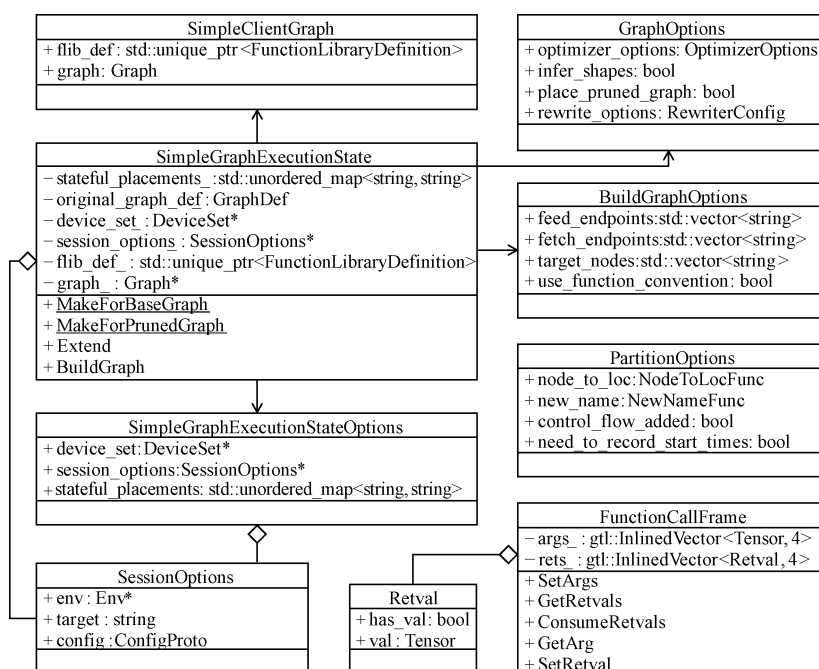 SimpleClientGraph
+ flib_def : std::unique_ptr<FunctionLibraryDefinition>
+ graph: Graph
SimpleGraphExecutionState
− stateful_placements_ :std::unordered_map<string, string>
− original_graph_def : GraphDef
− device_set_ : DeviceSet*
− session_options_ : SessionOptions*
− flib_def_ : std::unique_ptr<FunctionLibraryDefinition>
− graph_ : Graph*
+ MakeForBaseGraph
+ MakeForPrunedGraph
+ Extend
+ BuildGraph
SimpleGraphExecutionStateOptions
+ device_set:DeviceSet*
+ session_options:SessionOptions*
+ stateful_placements: std::unordered_map<string, string>
SessionOptions
+ env : Env*
+ target : string
+ config :ConfigProto
Retval
+ has_val: bool
+ val : Tensor
GraphOptions
+ optimizer_options: OptimizerOptions
+ infer_shapes: bool
+ place_pruned_graph: bool
+ rewrite_options: RewriterConfig
BuildGraphOptions
+ feed_endpoints:std::vector<string>
+ fetch_endpoints:std::vector<string>
+ target_nodes:std::vector<string>
+ use_function_convention: bool
PartitionOptions
+ node_to_loc:NodeToLocFunc
+ new_name:NewNameFunc
+ control_flow_added: bool
+ need_to_record_start_times: bool
FunctionCallFrame
− args_ : gtl::InlinedVector<Tensor, 4>
− rets_ : gtl::InlinedVector<Retval, 4>
+ SetArgs
+ GetRetvals
+ ConsumeRetvals
+ GetArg
+ SetRetval